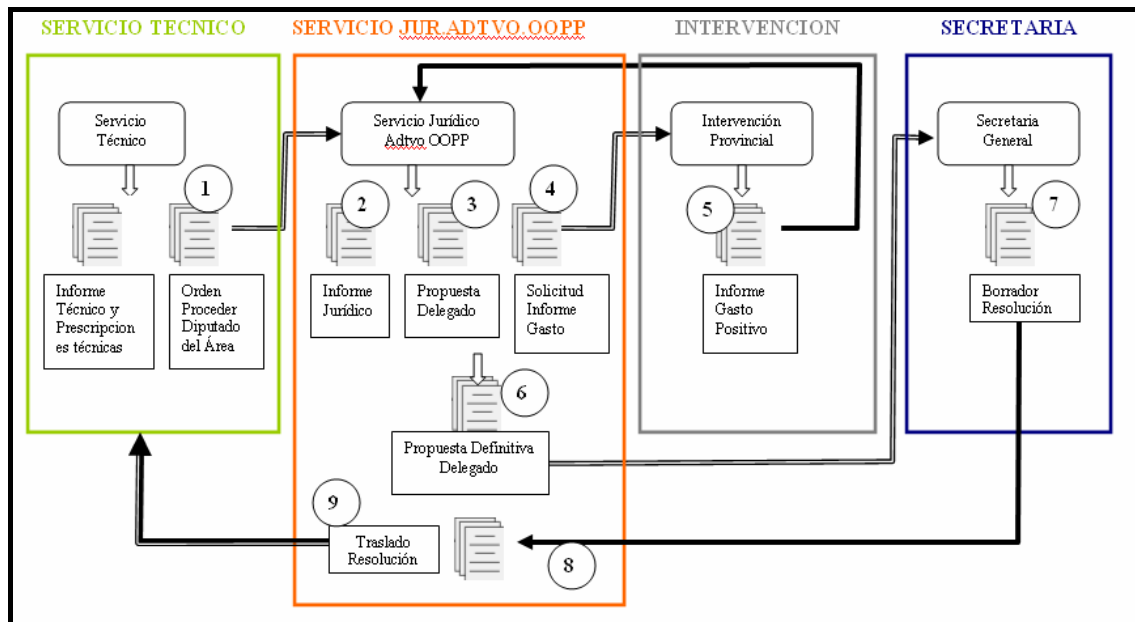 SERVICIO TECNICO
SERVICIO JUR.ADTVO.OOPP
INTERVENCION
SECRETARIA
Servicio
Técnico
Servicio Jurídico
Adtvo OOPP
Intervención
Provincial
Secretaria
General
1
2
3
4
5
7
Informe
Técnico y
Prescripcion
es técnicas
Orden
Proceder
Diputado
del Área
Informe
Jurídico
Propuesta
Delegado
Solicitud
Informe
Gasto
Informe
Gasto
Positivo
Borrador
Resolución
6
Propuesta Definitiva
Delegado
9
Traslado
Resolución
8